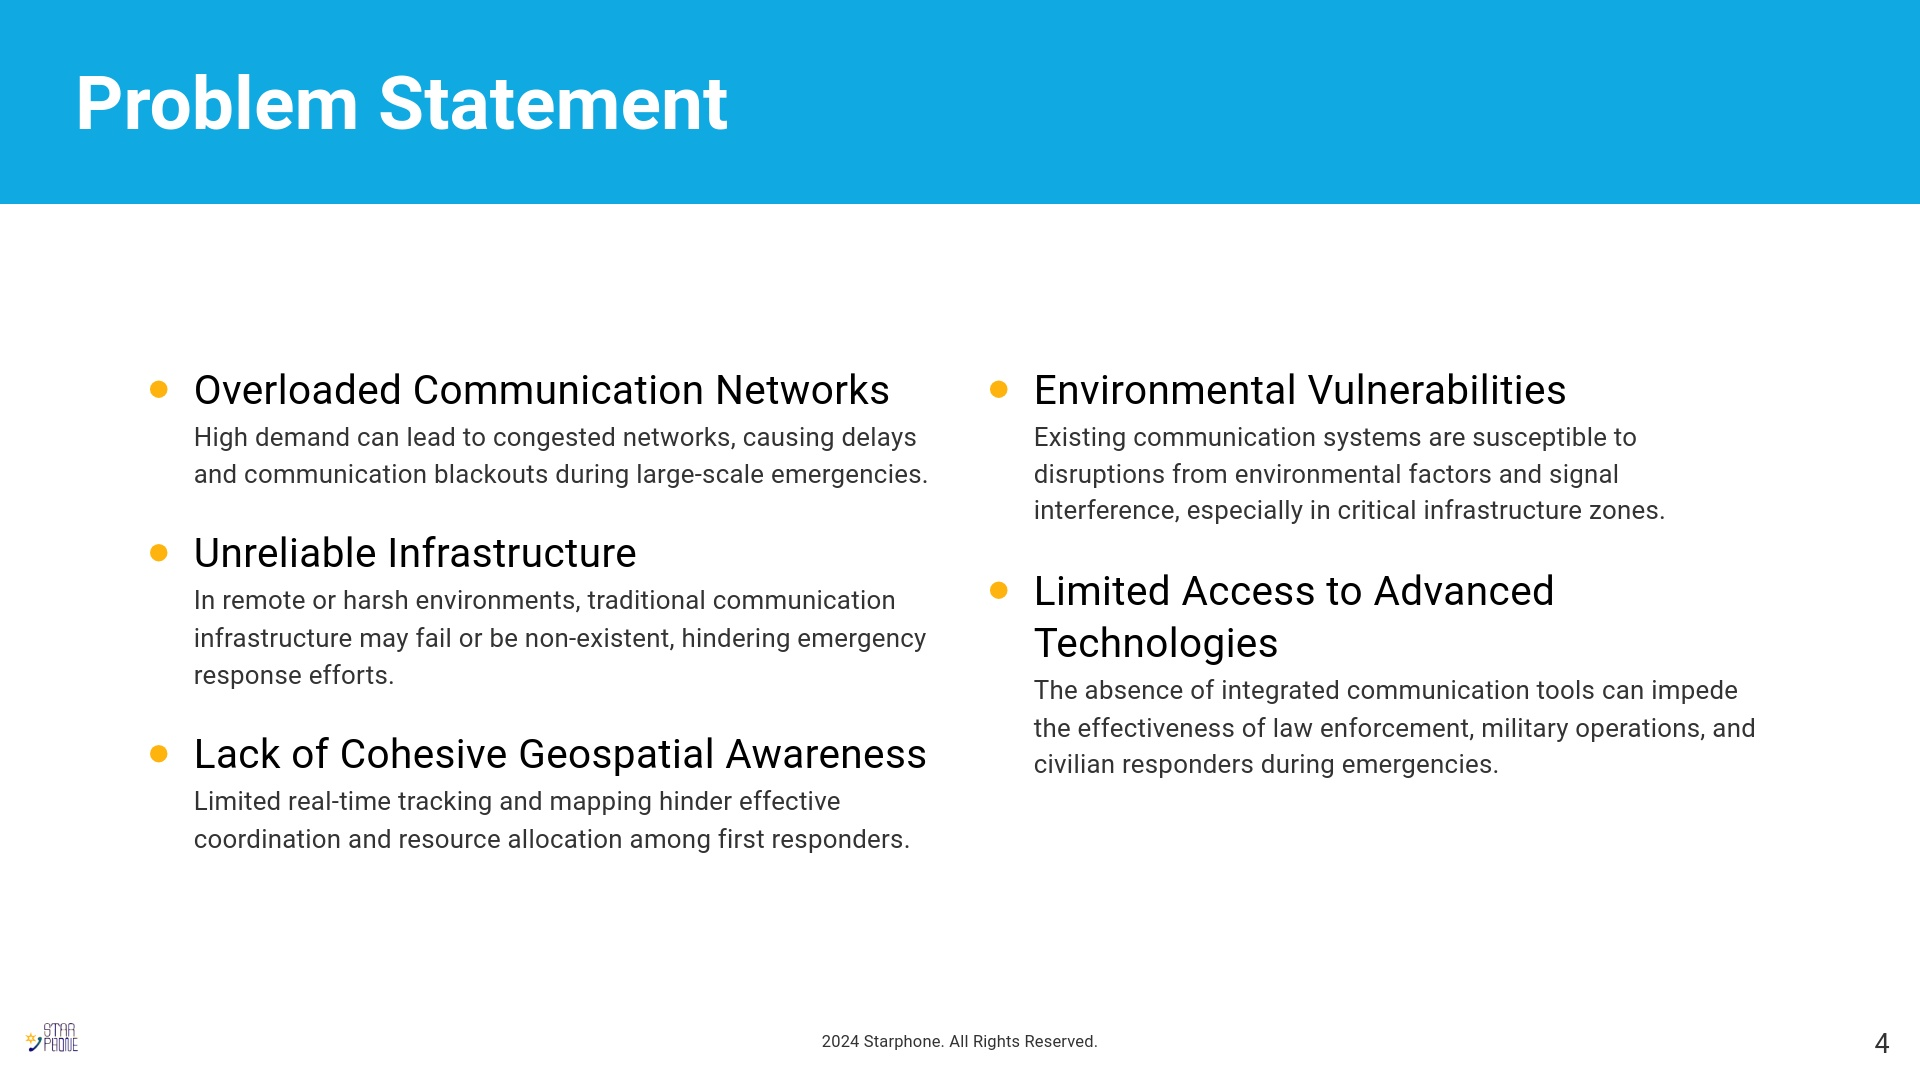 Problem Statement
Overloaded Communication Networks
High demand can lead to congested networks, causing delays
and communication blackouts during large-scale emergencies.
Unreliable Infrastructure
In remote or harsh environments, traditional communication
infrastructure may fail or be non-existent, hindering emergency
response efforts.
Lack of Cohesive Geospatial Awareness
Limited real-time tracking and mapping hinder effective
coordination and resource allocation among first responders.
Environmental Vulnerabilities
Existing communication systems are susceptible to
disruptions from environmental factors and signal
interference, especially in critical infrastructure zones.
Limited Access to Advanced
Technologies
The absence of integrated communication tools can impede
the effectiveness of law enforcement, military operations, and
civilian responders during emergencies.
STAR
PHONE
2024 Starphone. All Rights Reserved.
4